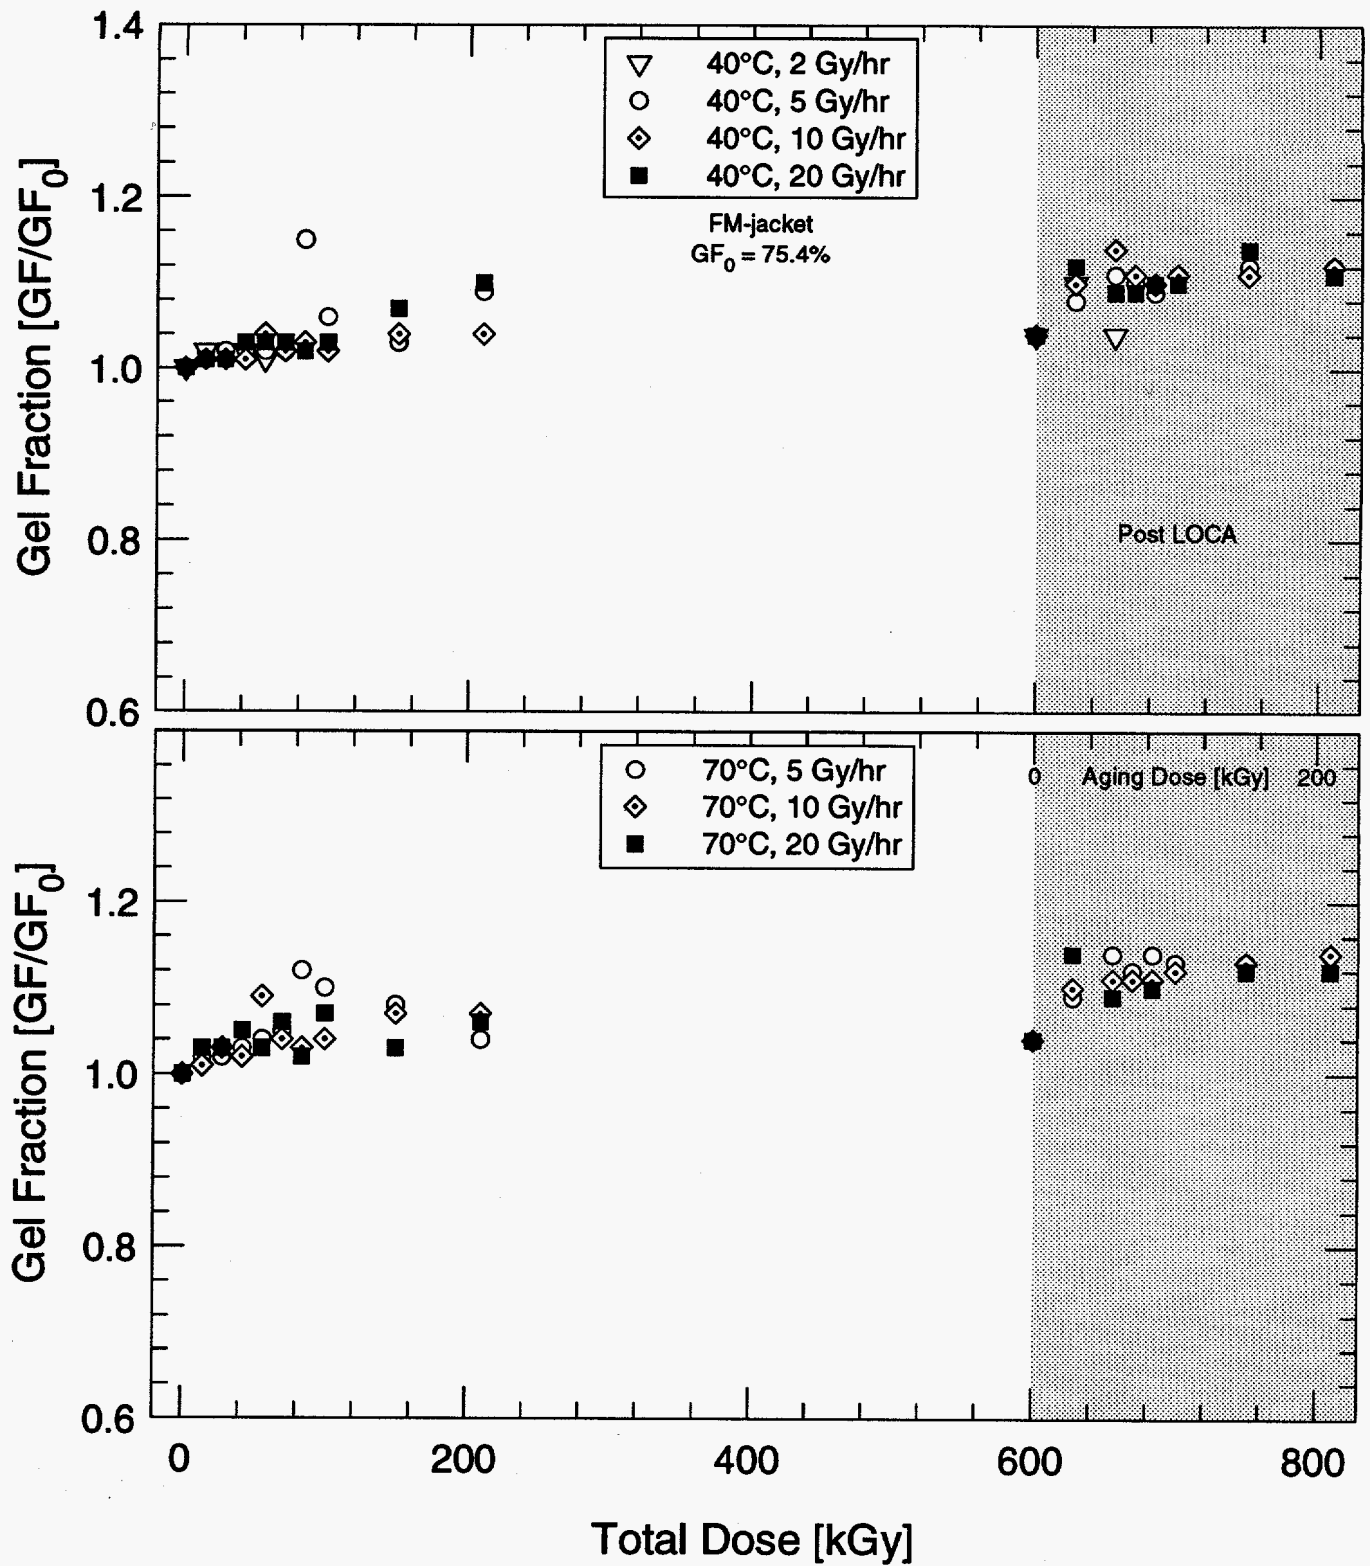 1.4
40°C, 2 Gy/hr
40°C, 5 Gy/hr
40°C, 10 Gy/hr
40°C, 20 Gy/hr
1.2
FM-jacket
GF0 = 75.4%
1.0
0.8
Post LOCA
0.6
Gel Fraction [GF/GF0]
70°C, 5 Gy/hr
70°C, 10 Gy/hr
70°C, 20 Gy/hr
0 Aging Dose [kGy] 200
1.2
1.0
0.8
0.6
Gel Fraction [GF/GF0]
0 200 400 600 800
Total Dose [kGy]